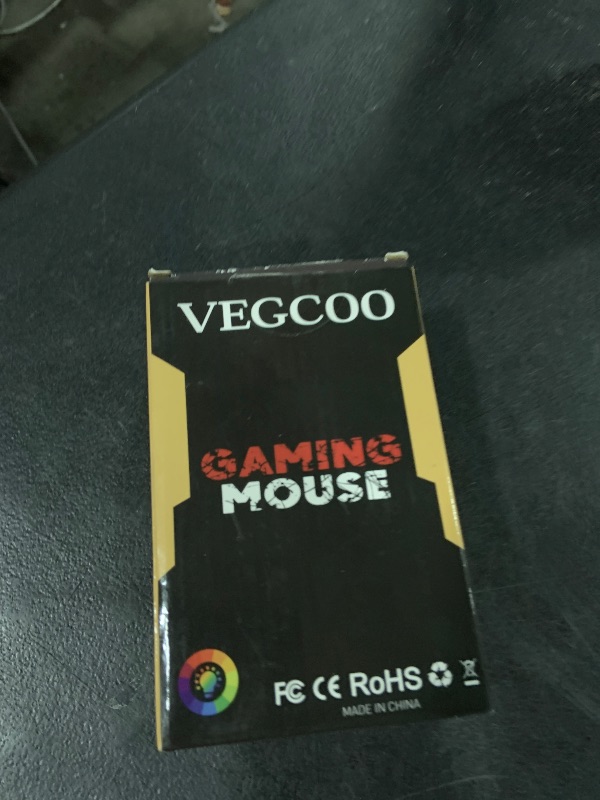 VEGCOO
GAMING
MOUSE
FC CE RoHS
MADE IN CHINA